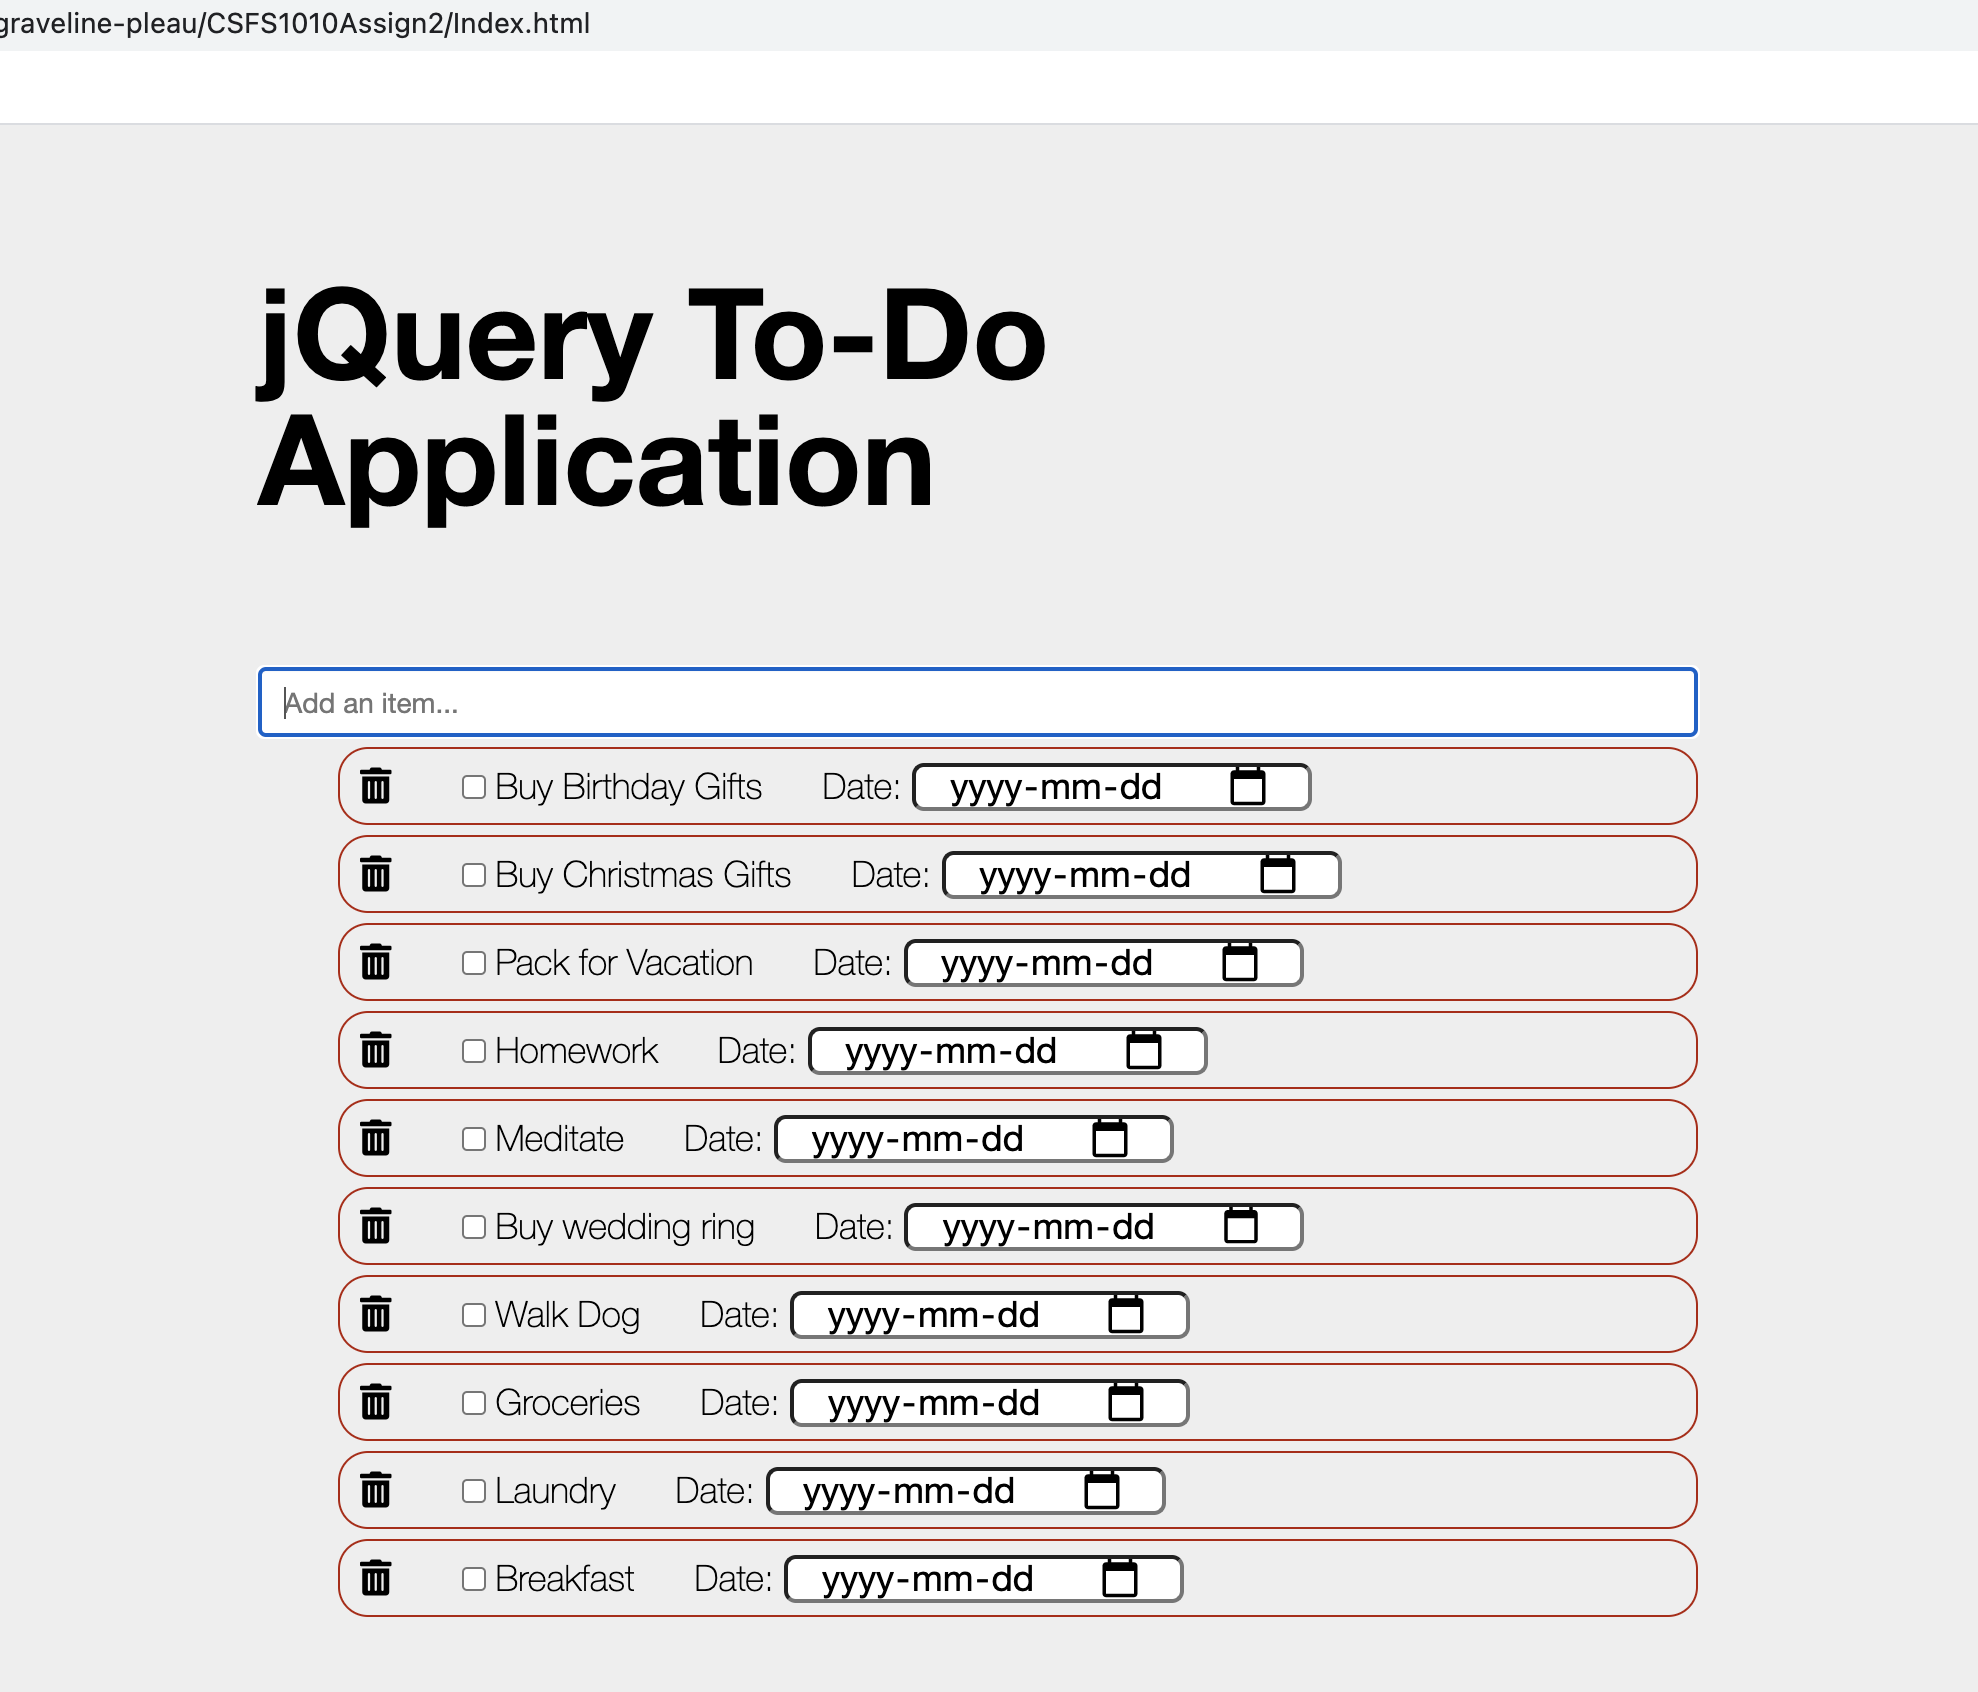 graveline-pleau/CSFS1010Assign2/Index.html
jQuery To-Do
Application
Add an item...
Buy Birthday Gifts Date: yyyy-mm-dd
Buy Christmas Gifts Date: yyyy-mm-dd
Pack for Vacation Date: yyyy-mm-dd
Homework Date: yyyy-mm-dd
Meditate Date: yyyy-mm-dd
Buy wedding ring Date: yyyy-mm-dd
Walk Dog Date: yyyy-mm-dd
Groceries Date: yyyy-mm-dd
Laundry Date: yyyy-mm-dd
Breakfast Date: yyyy-mm-dd